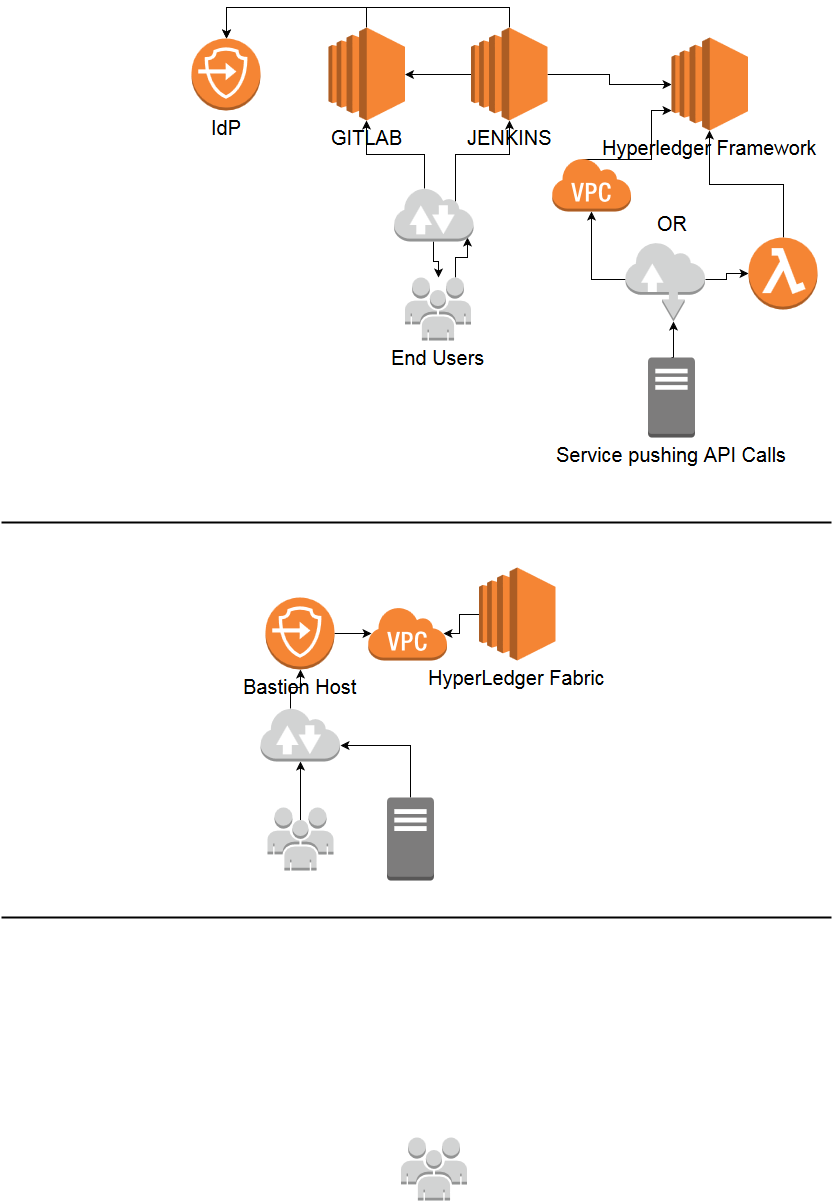 IdP
GITLAB
JENKINS
Hyperledger Framework
VPC
OR
End Users
Service pushing API Calls
VPC
Bastion Host
HyperLedger Fabric